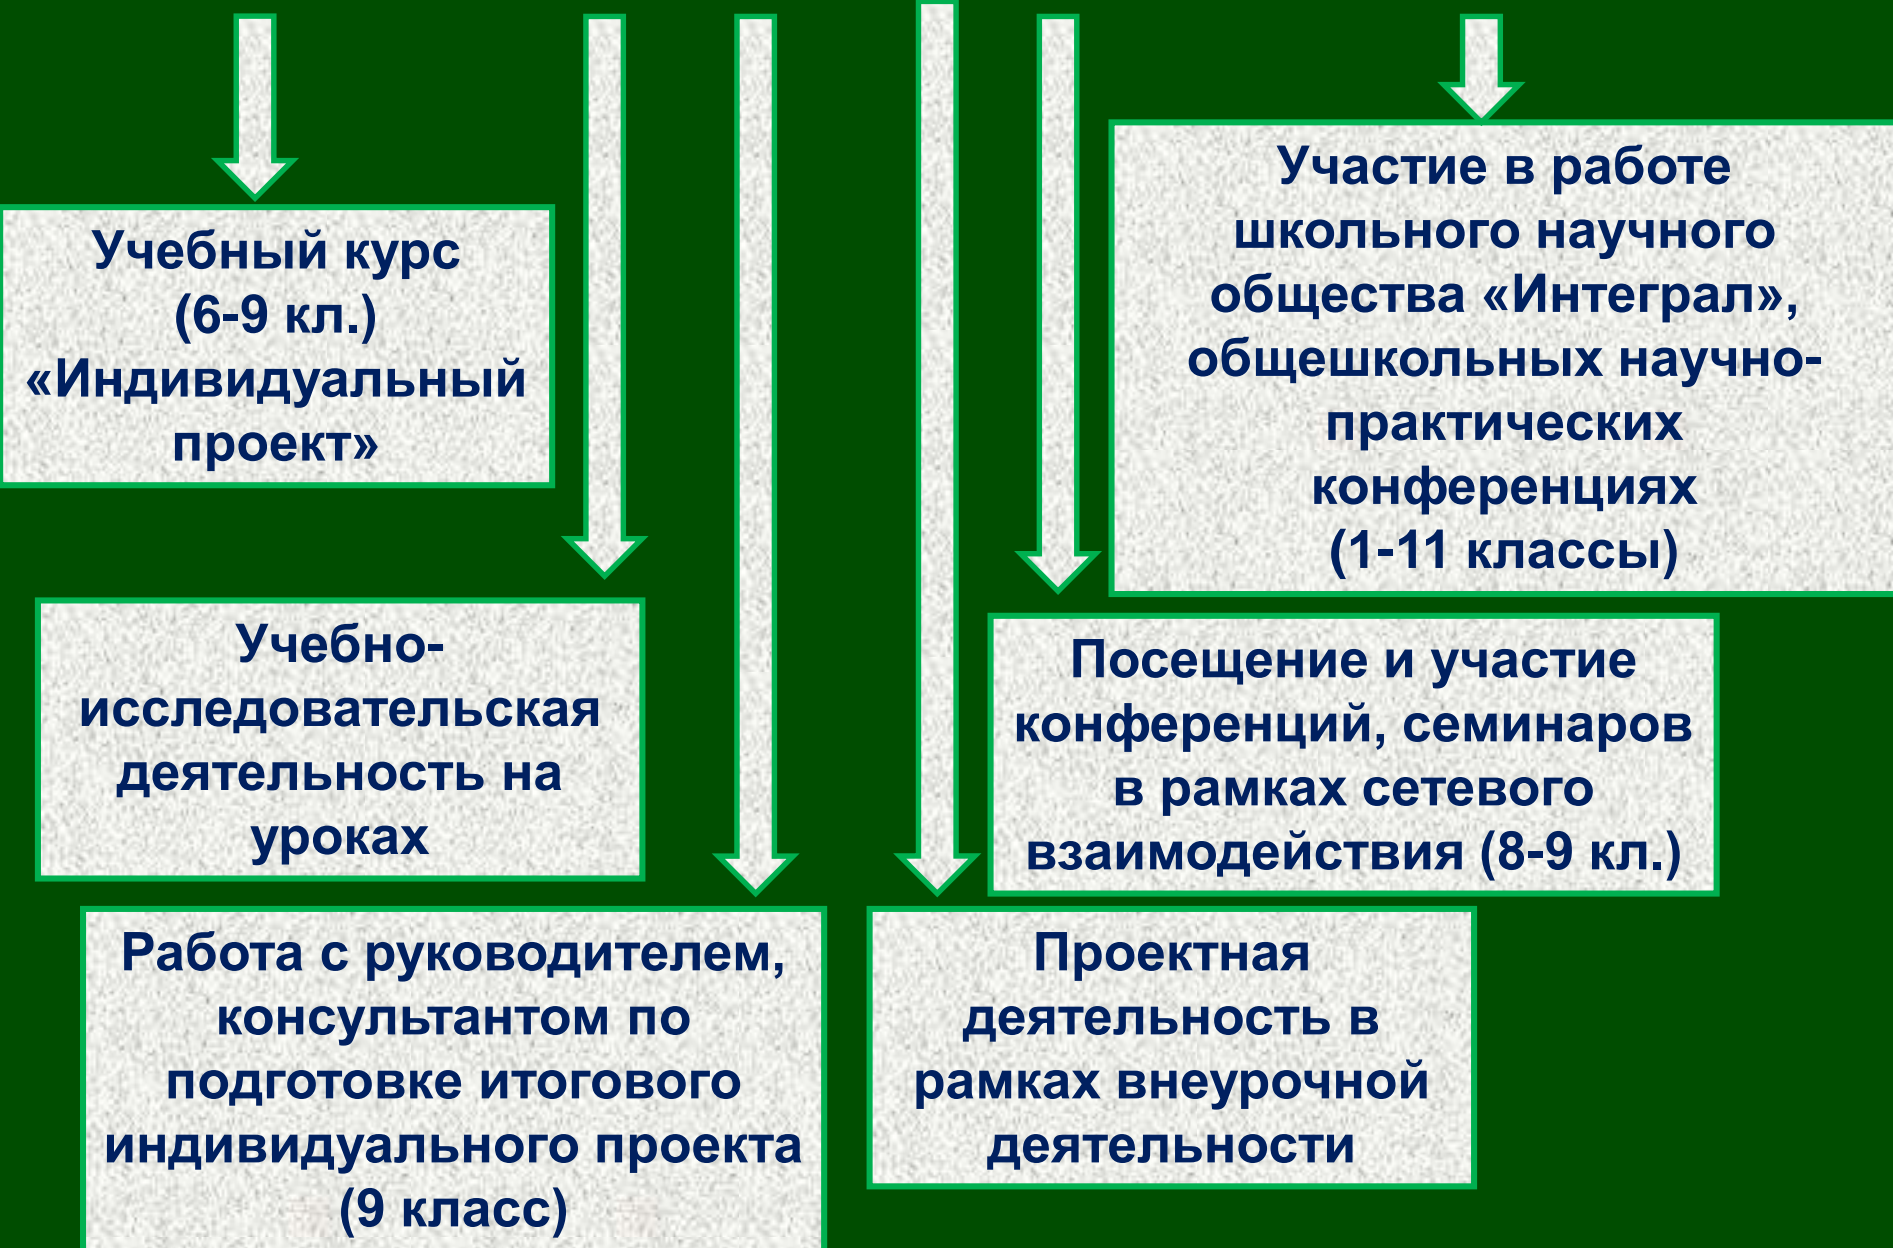 Учебный курс
(6-9 кл.)
«Индивидуальный
проект»
Участие в работе
школьного научного
общества «Интеграл»,
общешкольных научно-
практических
конференциях
(1-11 классы)
Учебно-
исследовательская
деятельность на
уроках
Посещение и участие
конференций, семинаров
в рамках сетевого
взаимодействия (8-9 кл.)
Работа с руководителем,
консультантом по
подготовке итогового
индивидуального проекта
(9 класс)
Проектная
деятельность в
рамках внеурочной
деятельности